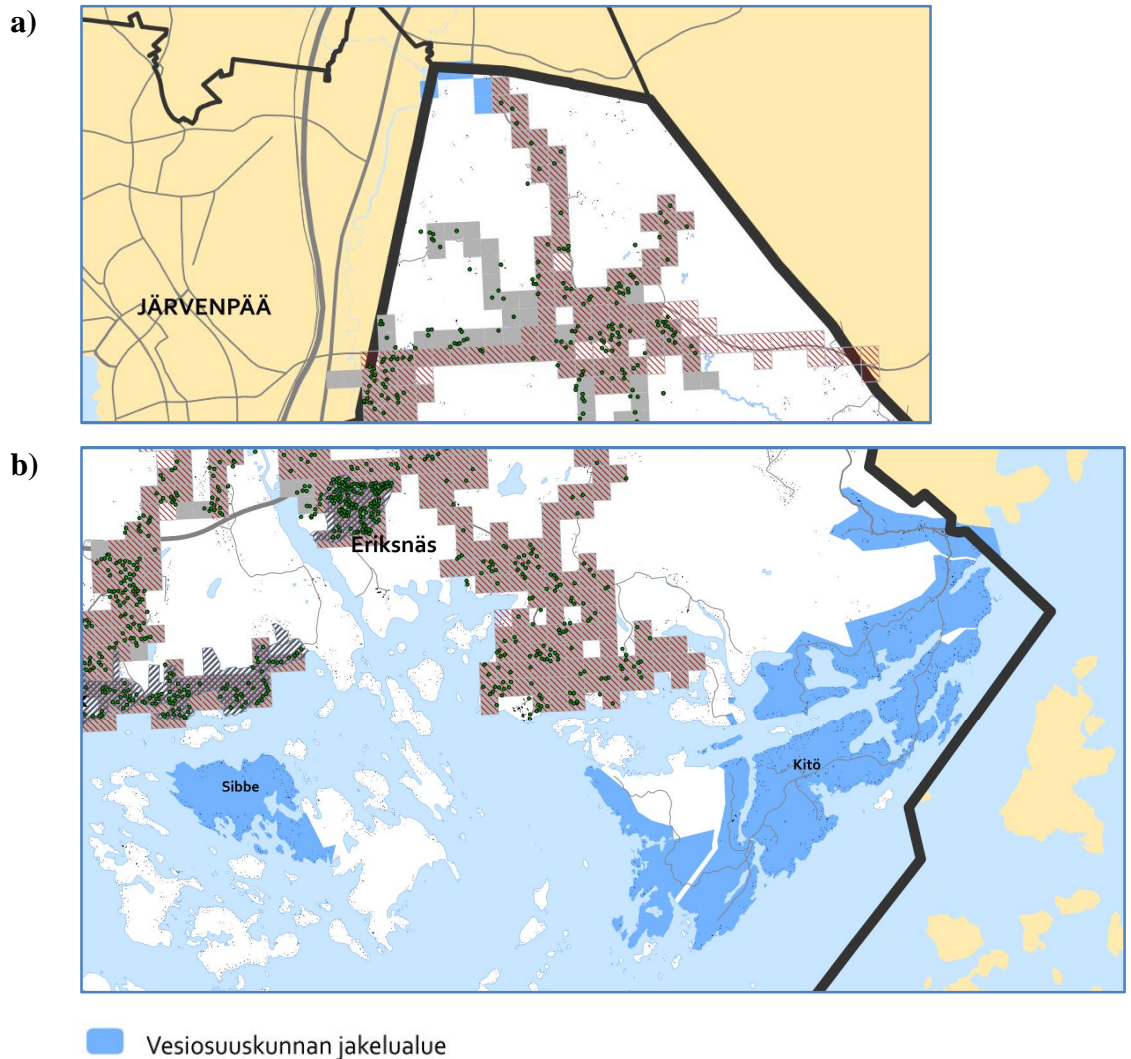 a)
JÄRVENPÄÄ
b)
Eriksnäs
Sibbe
Kitö
Vesiosuuskunnan jakelualue